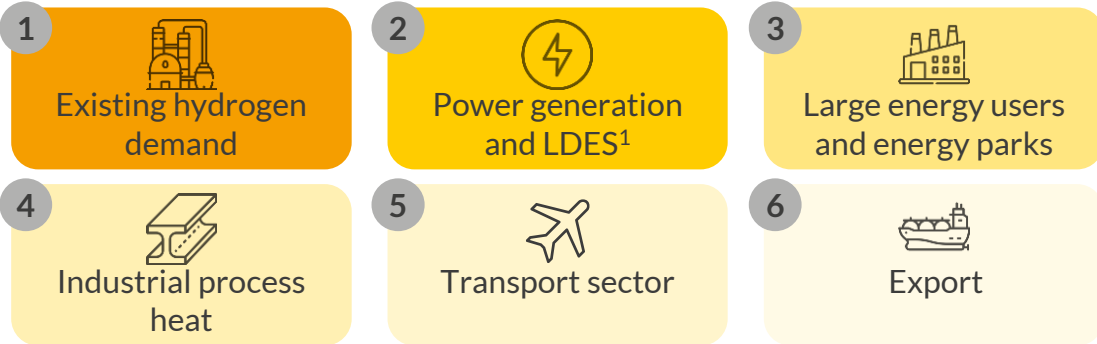 1
Existing hydrogen
demand
2
Power generation
and LDES¹
3
Large energy users
and energy parks
4
Industrial process
heat
5
Transport sector
6
Export